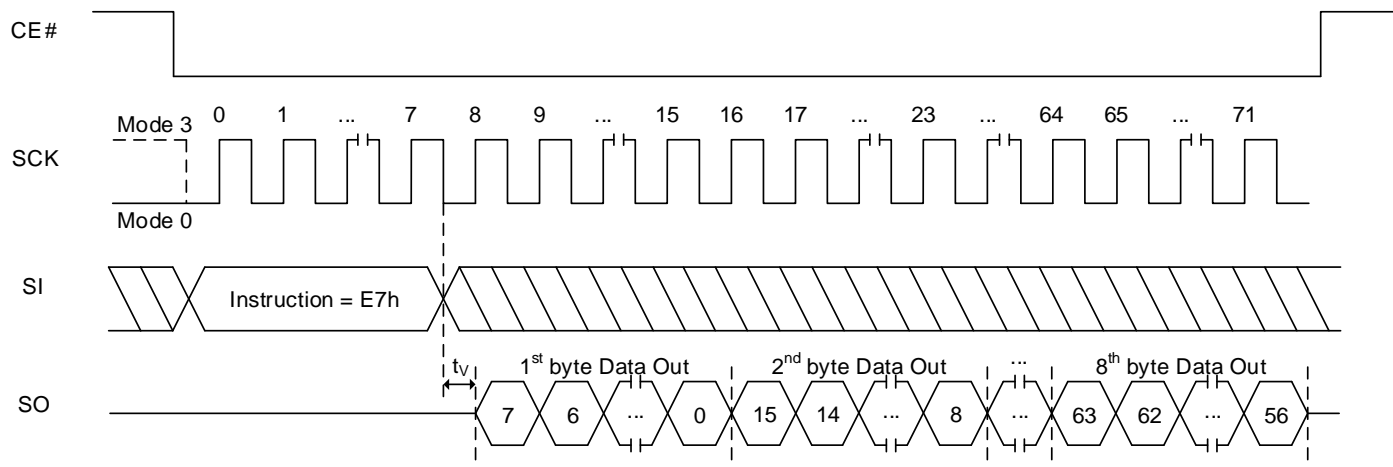 CE#
0 1 ... 7 8 9 ... 15 16 17 ... 23 ... 64 65 ... 71
Mode 3
SCK
Mode 0
SI
Instruction = E7h
tV 1st byte Data Out 2nd byte Data Out ... 8th byte Data Out
SO
7 6 ... 0 15 14 ... 8 ... 63 62 ... 56